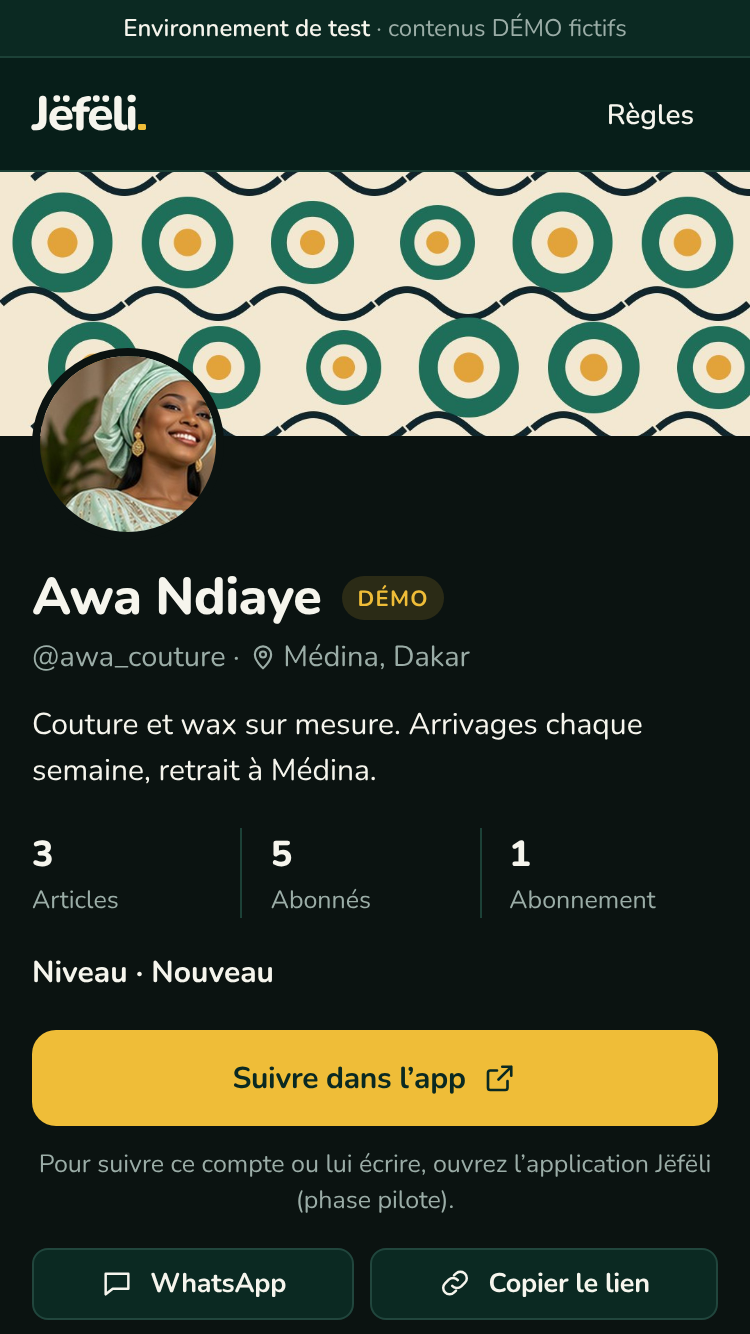 Environnement de test · contenus DÉMO fictifs
Jëfëli.
Règles
Awa Ndiaye DÉMO
@awa_couture · Médina, Dakar
Couture et wax sur mesure. Arrivages chaque
semaine, retrait à Médina.
3
Articles
5
Abonnés
1
Abonnement
Niveau · Nouveau
Suivre dans l’app
Pour suivre ce compte ou lui écrire, ouvrez l’application Jëfëli
(phase pilote).
WhatsApp
Copier le lien